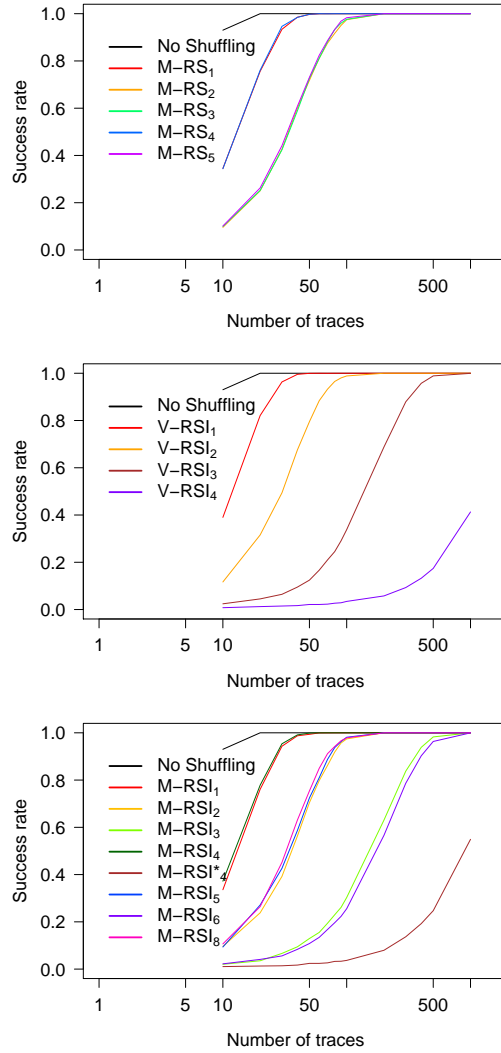 Success rate
1.0
0.8
0.6
0.4
0.2
0.0
No Shuffling
M−RS1
M−RS2
M−RS3
M−RS4
M−RS5
1 5 10 50 500
Number of traces
Success rate
1.0
0.8
0.6
0.4
0.2
0.0
No Shuffling
V−RSI1
V−RSI2
V−RSI3
V−RSI4
1 5 10 50 500
Number of traces
Success rate
1.0
0.8
0.6
0.4
0.2
0.0
No Shuffling
M−RSI1
M−RSI2
M−RSI3
M−RSI4
M−RSI*4
M−RSI5
M−RSI6
M−RSI8
1 5 10 50 500
Number of traces